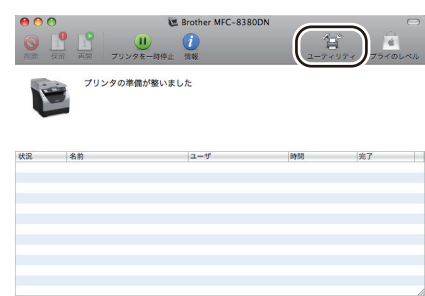 Brother MFC-8380DN
削除 保留 再開 プリンタを一時停止 情報 ユーティリティ プライのレベル
プリンタの準備が整いました
状況 名前 ユーザ 時間 完了